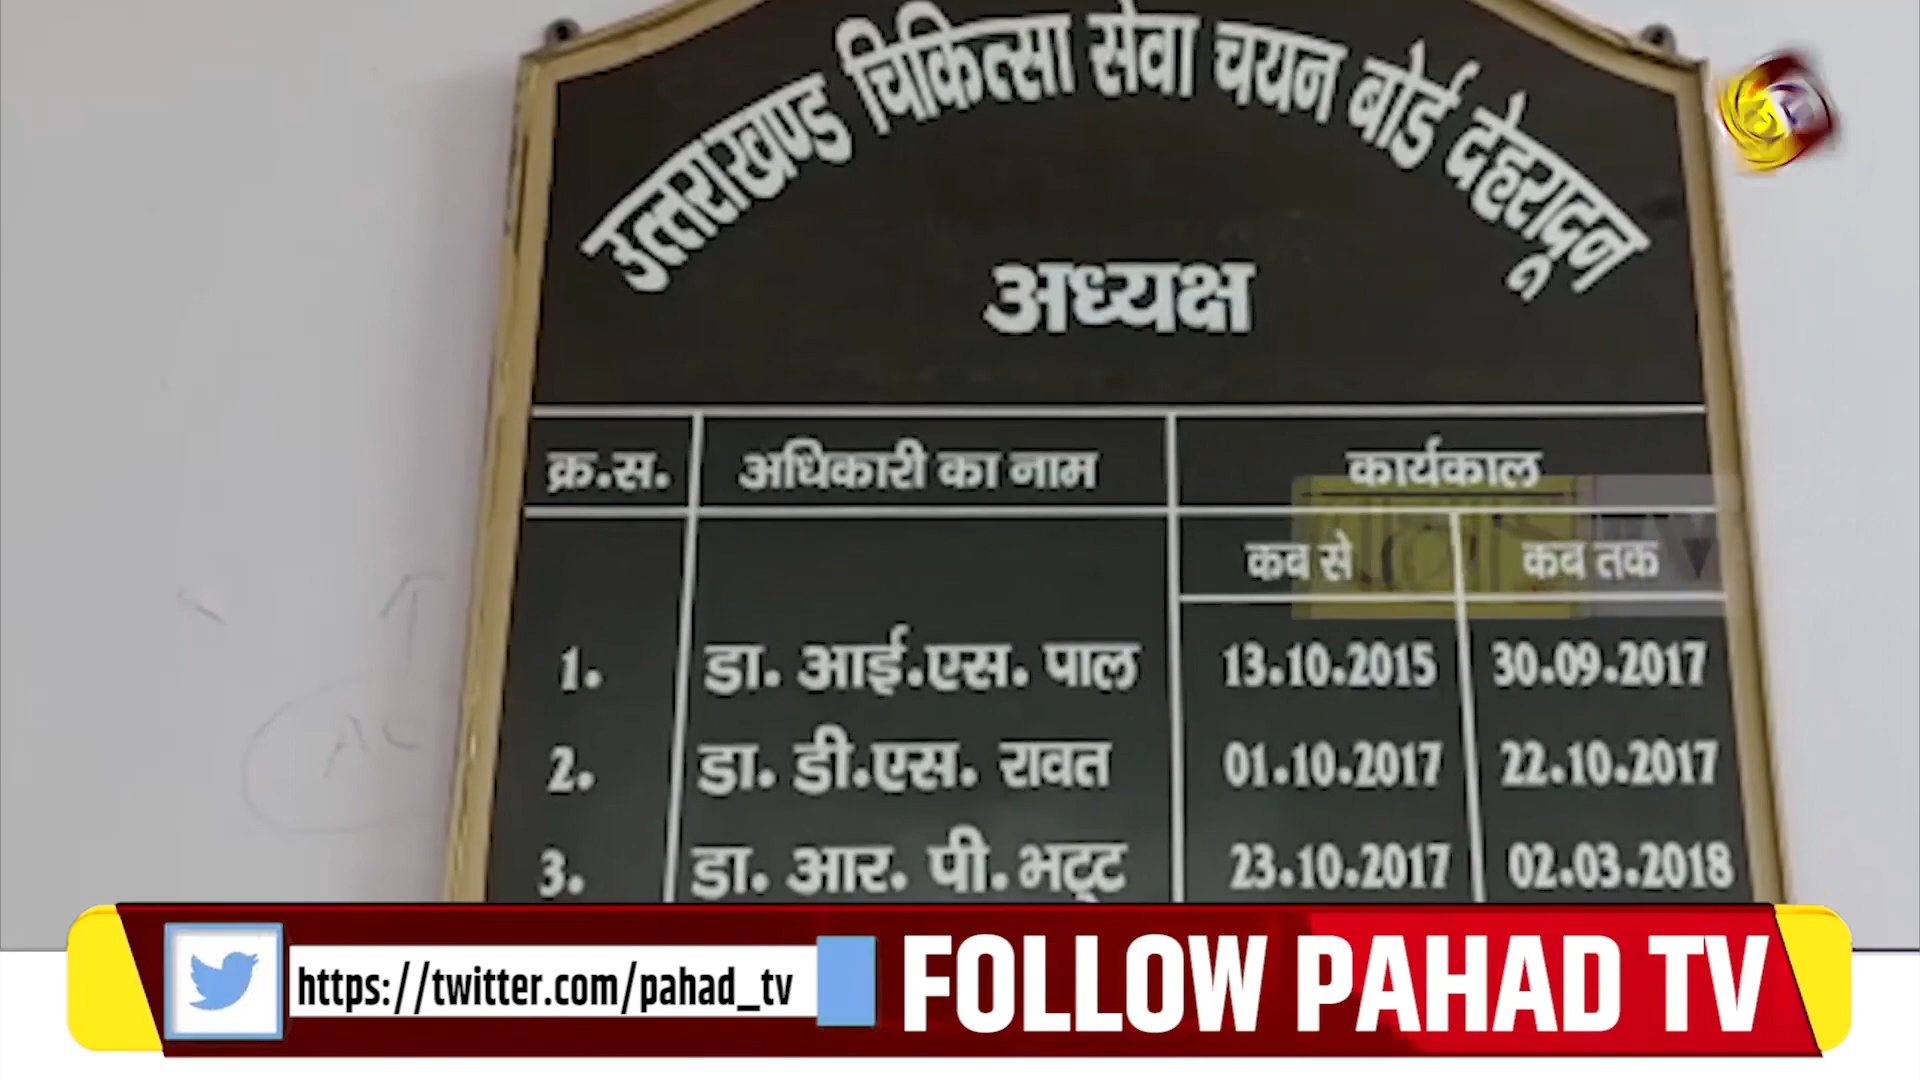 उत्तराखण्ड चिकित्सा सेवा चयन बोर्ड देहरादून
अध्यक्ष
क्र.स. अधिकारी का नाम कार्यकाल
कब से कब तक
1. डा. आई.एस. पाल 13.10.2015 30.09.2017
2. डा. डी.एस. रावत 01.10.2017 22.10.2017
3. डा. आर. पी. भट्ट 23.10.2017 02.03.2018
https://twitter.com/pahad_tv FOLLOW PAHAD TV